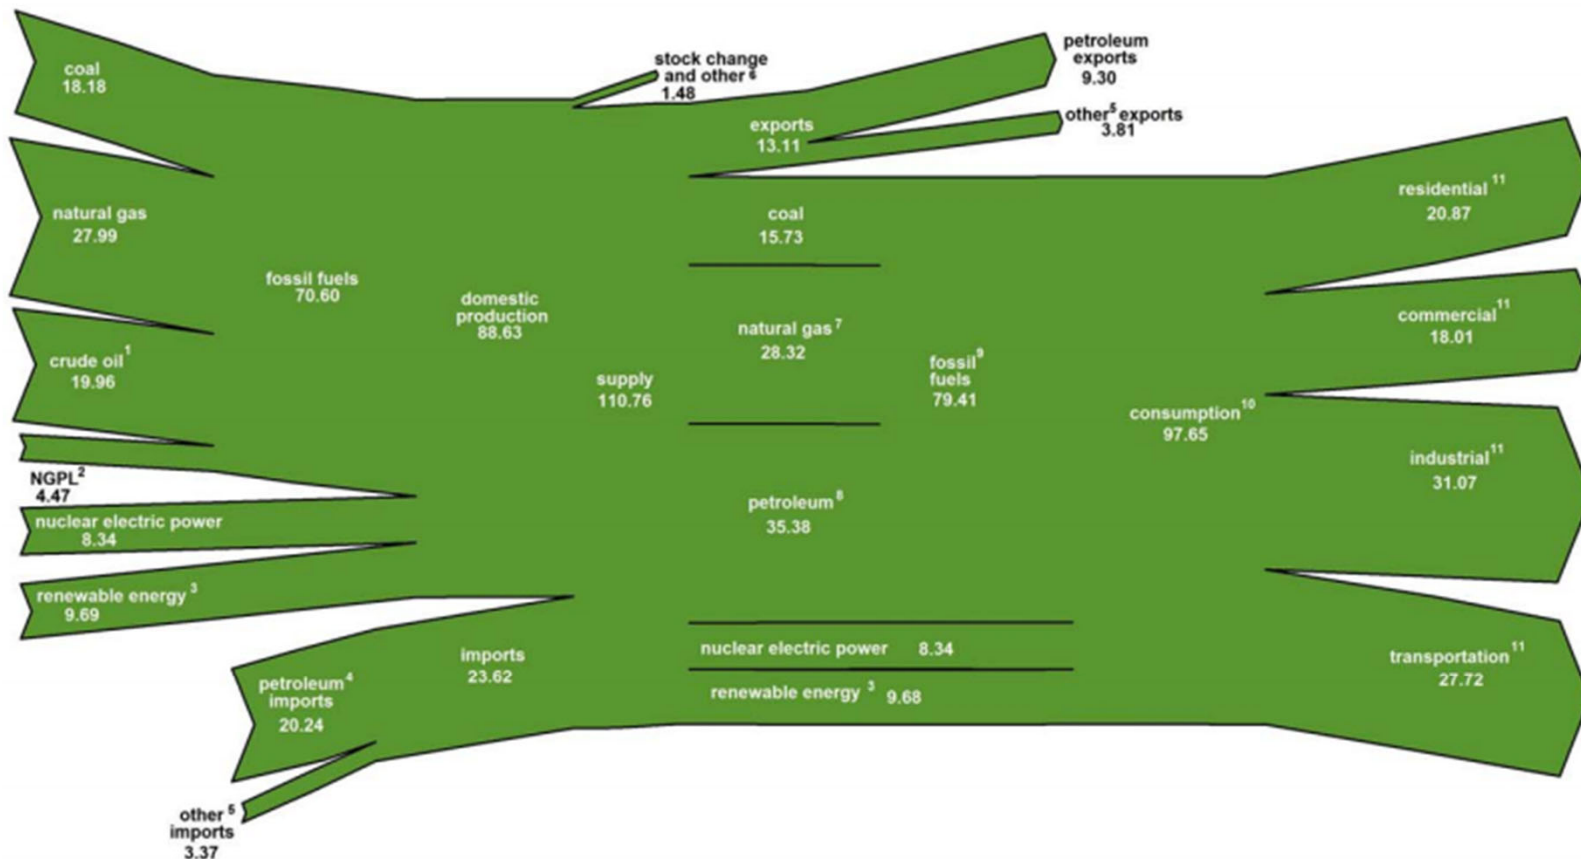 coal
18.18
natural gas
27.99
crude oil 1
19.96
NGPL 2
4.47
nuclear electric power
8.34
renewable energy 3
9.69
petroleum 4
imports
20.24
other 5
imports
3.37
fossil fuels
70.60
domestic
production
88.63
imports
23.62
stock change
and other 6
1.48
supply
110.76
exports
13.11
petroleum
exports
9.30
other 5 exports
3.81
coal
15.73
natural gas 7
28.32
petroleum 8
35.38
nuclear electric power 8.34
renewable energy 3 9.68
fossil 9
fuels
79.41
consumption 10
97.65
residential 11
20.87
commercial 11
18.01
industrial 11
31.07
transportation 11
27.72